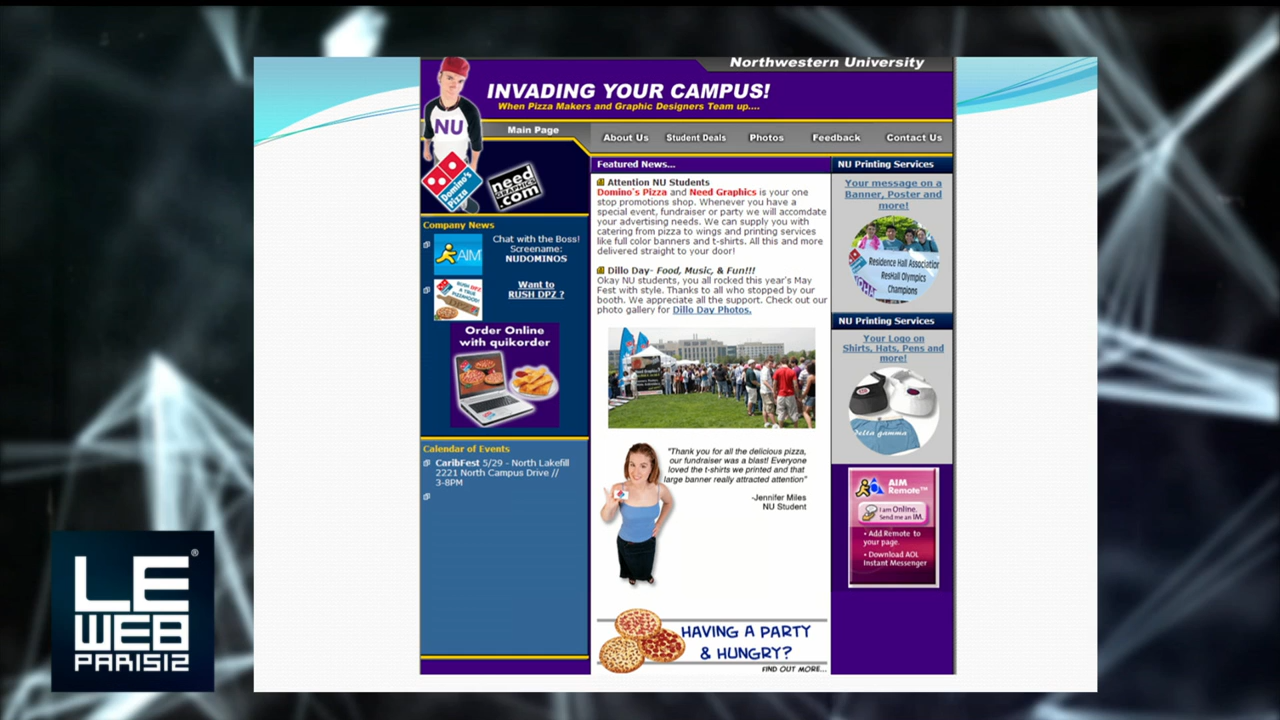 Northwestern University
INVADING YOUR CAMPUS!
When Pizza Makers and Graphic Designers Team up....
NU
Main Page
About Us
Student Deals
Photos
Feedback
Contact Us
Domino's Pizza
need
GRAPHICS
com
Company News
AIM
Chat with the Boss!
Screename:
NUDOMINOS
Want to
RUSH DPZ ?
Order Online
with quikorder
Calendar of Events
CaribFest 5/29 - North Lakefill
2221 North Campus Drive //
3-8PM
Featured News...
Attention NU Students
Domino's Pizza and Need Graphics is your one
stop promotions shop. Whenever you have a
special event, fundraiser or party we will accomdate
your advertising needs. We can supply you with
catering from pizza to wings and printing services
like full color banners and t-shirts. All this and more
delivered straight to your door!
Dillo Day- Food, Music, & Fun!!!
Okay NU students, you all rocked this year's May
Fest with style. Thanks to all who stopped by our
booth. We appreciate all the support. Check out our
photo gallery for Dillo Day Photos.
"Thank you for all the delicious pizza,
our fundraiser was a blast! Everyone
loved the t-shirts we printed and that
large banner really attracted attention"
-Jennifer Miles
NU Student
HAVING A PARTY
& HUNGRY?
FIND OUT MORE...
NU Printing Services
Your message on a
Banner, Poster and
more!
Residence Hall Association
ResHall Olympics
Champions
NU Printing Services
Your Logo on
Shirts, Hats, Pens and
more!
Delta gamma
AIM
Remote™
I am Online.
Send me an IM.
• Add Remote to
your page.
• Download AOL
Instant Messenger
LE
WEB
PARIS12
®